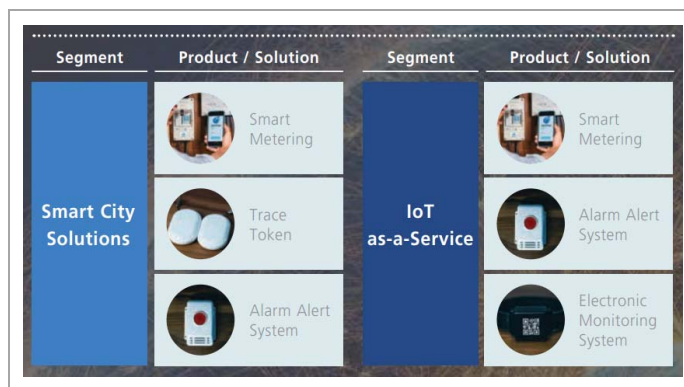 Segment Product / Solution Segment Product / Solution
Smart City
Solutions
Smart
Metering
Trace
Token
Alarm Alert
System
IoT
as-a-Service
Smart
Metering
Alarm Alert
System
Electronic
Monitoring
System